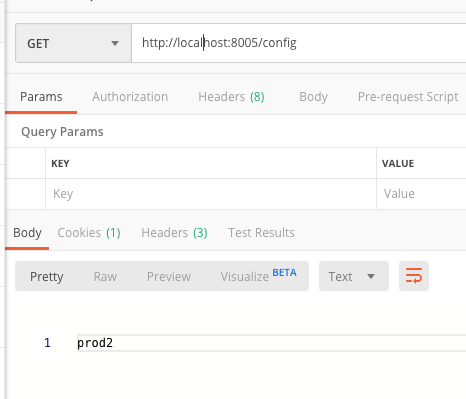 GET http://localhost:8005/config
Params Authorization Headers (8) Body Pre-request Script
Query Params
KEY VALUE
Key Value
Body Cookies (1) Headers (3) Test Results
Pretty Raw Preview Visualize BETA Text
1 prod2